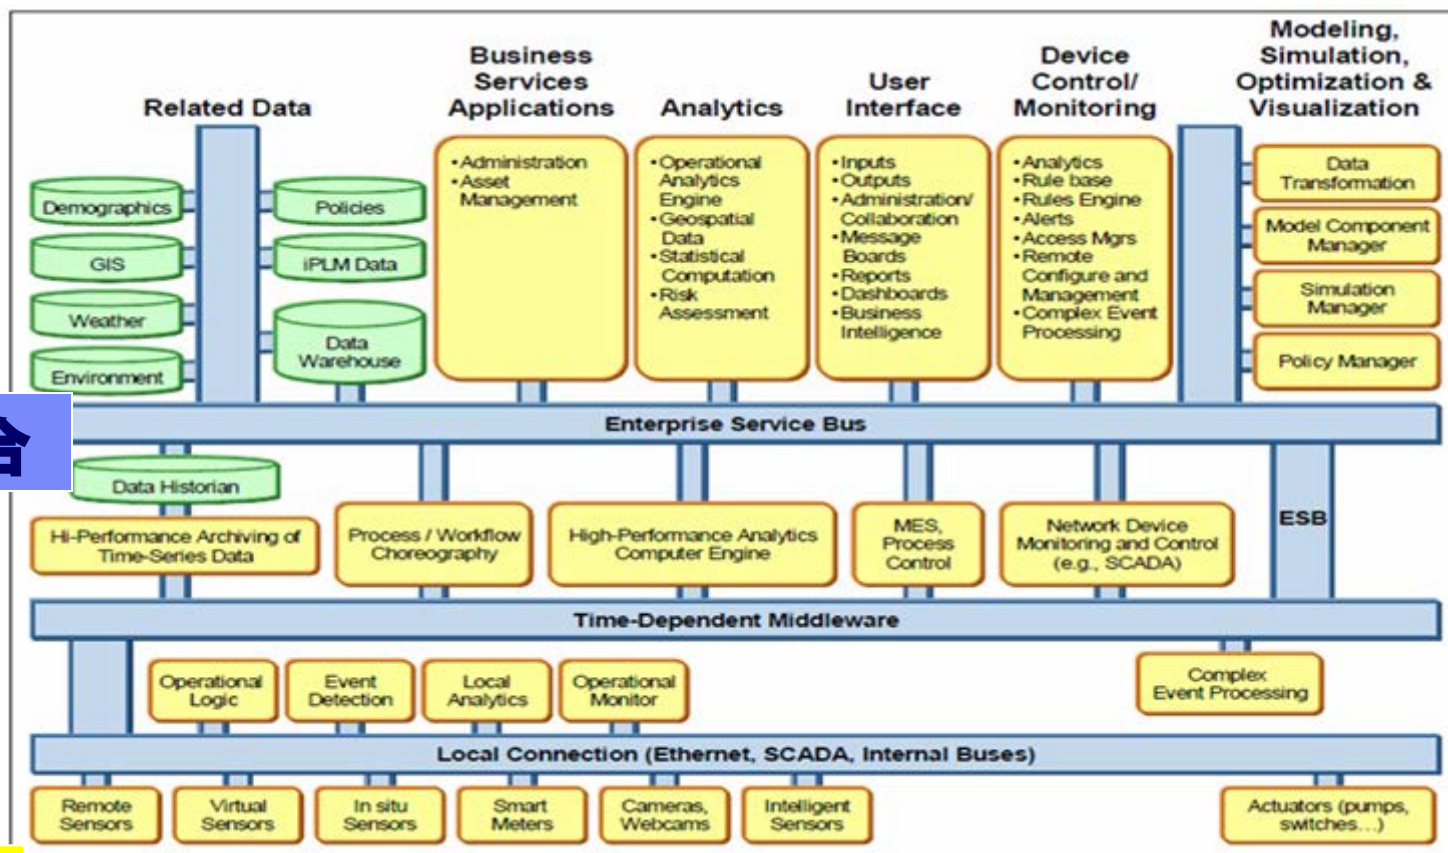 Related Data
Business
Services
Applications
Analytics
User
Interface
Device
Control/
Monitoring
Modeling,
Simulation,
Optimization &
Visualization
Demographics
GIS
Weather
Environment
Policies
iPLM Data
Data
Warehouse
•Administration
•Asset
Management
•Operational
Analytics
Engine
•Geospatial
Data
•Statistical
Computation
•Risk
Assessment
•Inputs
•Outputs
•Administration/
Collaboration
•Message
Boards
•Reports
•Dashboards
•Business
Intelligence
•Analytics
•Rule base
•Rules Engine
•Alerts
•Access Mgrs
•Remote
Configure and
Management
•Complex Event
Processing
Data
Transformation
Model Component
Manager
Simulation
Manager
Policy Manager
Enterprise Service Bus
合
Data Historian
Hi-Performance Archiving of
Time-Series Data
Process / Workflow
Choreography
High-Performance Analytics
Computer Engine
MES,
Process
Control
Network Device
Monitoring and Control
(e.g., SCADA)
ESB
Time-Dependent Middleware
Operational
Logic
Event
Detection
Local
Analytics
Operational
Monitor
Complex
Event Processing
Local Connection (Ethernet, SCADA, Internal Buses)
Remote
Sensors
Virtual
Sensors
In situ
Sensors
Smart
Meters
Cameras,
Webcams
Intelligent
Sensors
Actuators (pumps,
switches...)